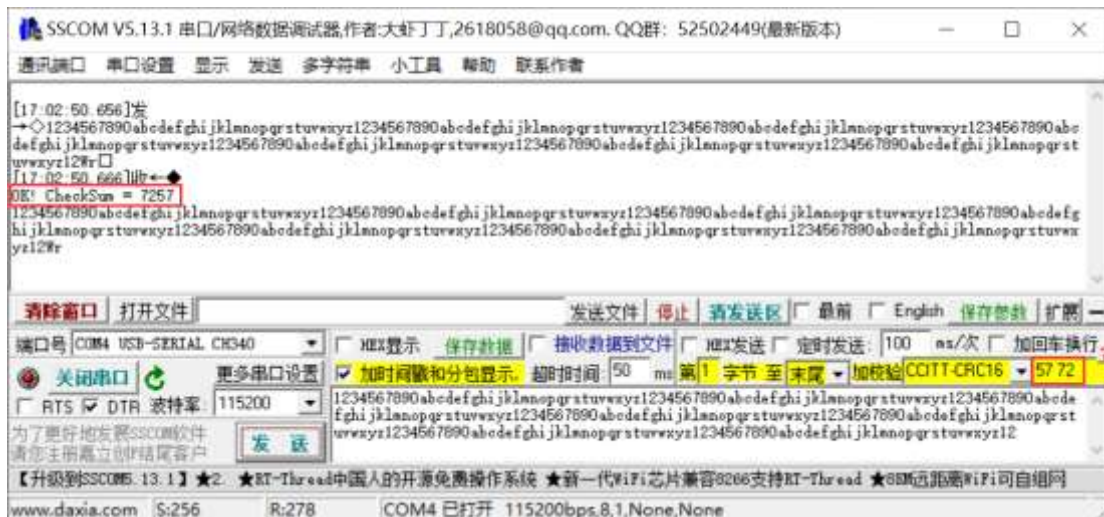 SSCOM V5.13.1 串口/网络数据调试器,作者:大虾丁丁,2618058@qq.com. QQ群: 52502449(最新版本)
通讯端口 串口设置 显示 发送 多字符串 小工具 帮助 联系作者
[17:02:50.656]发
→◇1234567890abcdefghijklmnopqrstuvwxyz1234567890abcdefghijklmnopqrstuvwxyz1234567890abcdefghijklmnopqrstuvwxyz1234567890abc
defghijklmnopqrstuvwxyz1234567890abcdefghijklmnopqrstuvwxyz1234567890abcdefghijklmnopqrstuvwxyz1234567890abcdefghijklmnopqrst
uvwxyz12Wr□
[17:02:50.666]收←◆
OK! CheckSum = 7257
1234567890abcdefghijklmnopqrstuvwxyz1234567890abcdefghijklmnopqrstuvwxyz1234567890abcdefghijklmnopqrstuvwxyz1234567890abcdefg
hijklmnopqrstuvwxyz1234567890abcdefghijklmnopqrstuvwxyz1234567890abcdefghijklmnopqrstuvwxyz1234567890abcdefghijklmnopqrstuvwx
yz12Wr
清除窗口 打开文件 发送文件 停止 清发送区 最前 English 保存参数 扩展 —
端口号 COM4 USB-SERIAL CH340 HEX显示 保存数据 接收数据到文件 HEX发送 定时发送: 100 ms/次 加回车换行
关闭串口 更多串口设置 加时间戳和分包显示. 超时时间: 50 ms 第 1 字节 至 末尾 加校验 CCITT-CRC16 57 72
RTS DTR 波特率: 115200
1234567890abcdefghijklmnopqrstuvwxyz1234567890abcdefghijklmnopqrstuvwxyz1234567890abcdefghijklmnopqrstuvwxyz1234567890abcde
fghijklmnopqrstuvwxyz1234567890abcdefghijklmnopqrstuvwxyz1234567890abcdefghijklmnopqrstuvwxyz1234567890abcdefghijklmnopqrst
uvwxyz1234567890abcdefghijklmnopqrstuvwxyz1234567890abcdefghijklmnopqrstuvwxyz12
为了更好地发展SSCOM软件
请您注册嘉立创F结尾客户
发 送
【升级到SSCOM5.13.1】★2. ★RT-Thread中国人的开源免费操作系统 ★新一代WiFi芯片兼容8266支持RT-Thread ★8KM远距离WiFi可自组网
www.daxia.com S:256 R:278 COM4 已打开 115200bps,8,1,None,None